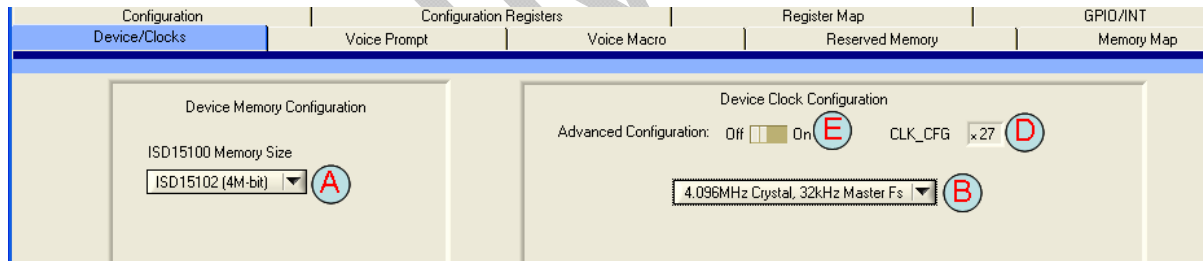 Configuration Configuration Registers Register Map GPIO/INT
Device/Clocks Voice Prompt Voice Macro Reserved Memory Memory Map
Device Memory Configuration
ISD15100 Memory Size
ISD15102 (4M-bit)
A
Device Clock Configuration
Advanced Configuration: Off On E CLK_CFG x27 D
4.096MHz Crystal, 32kHz Master Fs B